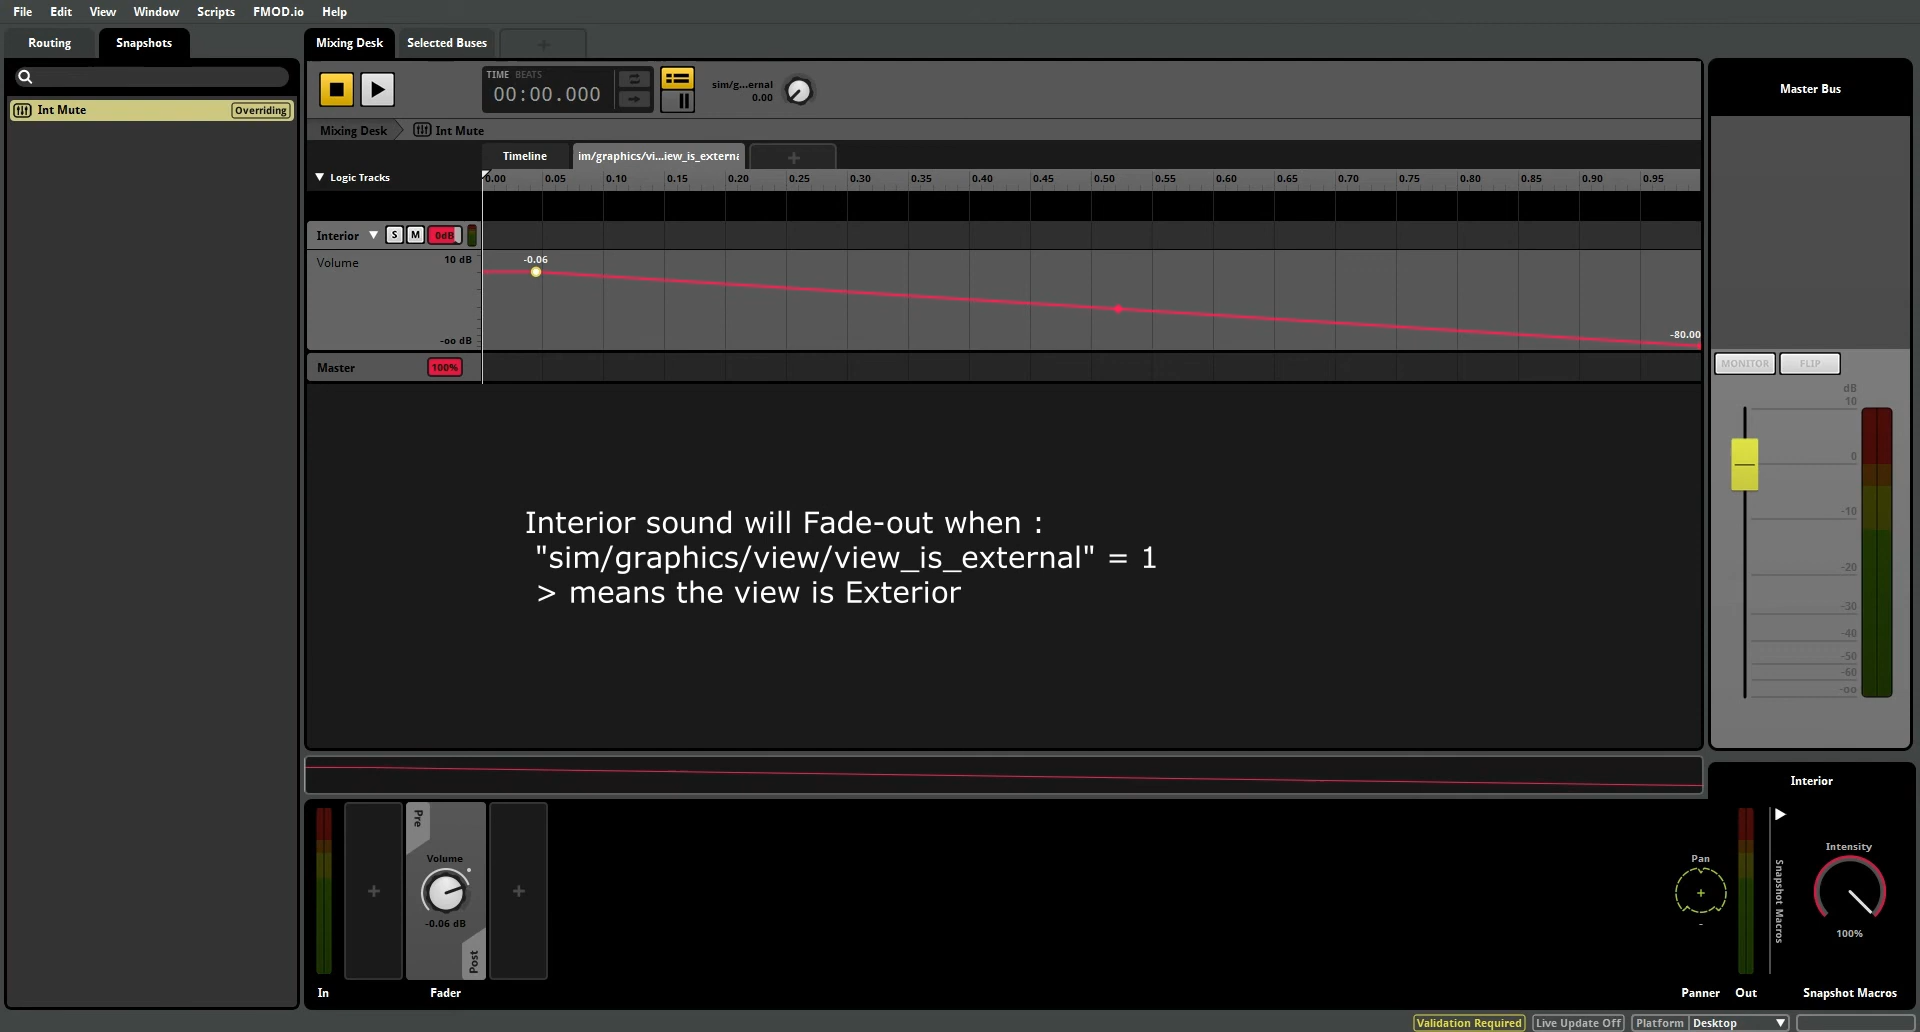 File Edit View Window Scripts FMOD.io Help
Routing Snapshots Mixing Desk Selected Buses +
Int Mute Overriding
TIME BEATS
00:00.000
sim/g...ernal
0.00
Mixing Desk Int Mute
Timeline im/graphics/vi...iew_is_externa +
Logic Tracks
0.00 0.05 0.10 0.15 0.20 0.25 0.30 0.35 0.40 0.45 0.50 0.55 0.60 0.65 0.70 0.75 0.80 0.85 0.90 0.95
Interior S M 0dB
Volume 10 dB
-0.06
-80.00
-oo dB
Master 100%
Interior sound will Fade-out when :
"sim/graphics/view/view_is_external" = 1
> means the view is Exterior
Master Bus
MONITOR FLIP
dB
10
0
-10
-20
-30
-40
-50
-60
-oo
Pre
Volume
-0.06 dB
Post
+
+
In
Fader
Interior
Pan
-
Snapshot Macros
Intensity
100%
Panner Out Snapshot Macros
Validation Required Live Update Off Platform Desktop